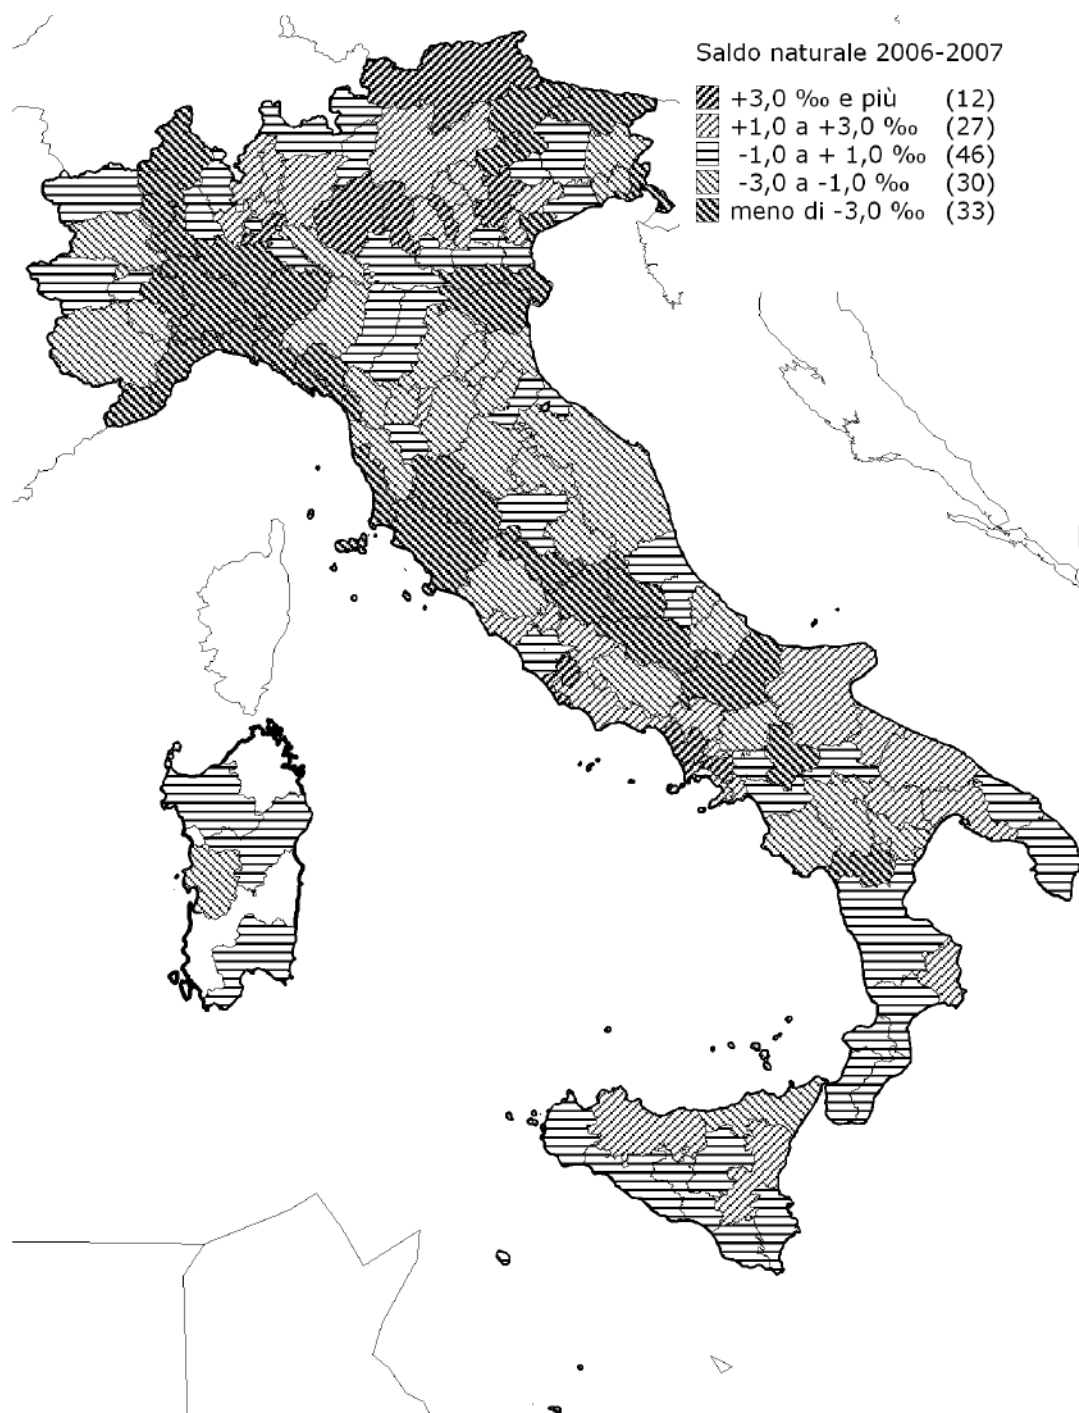 Saldo naturale 2006-2007
+3,0 ‰ e più (12)
+1,0 a +3,0 ‰ (27)
-1,0 a + 1,0 ‰ (46)
-3,0 a -1,0 ‰ (30)
meno di -3,0 ‰ (33)